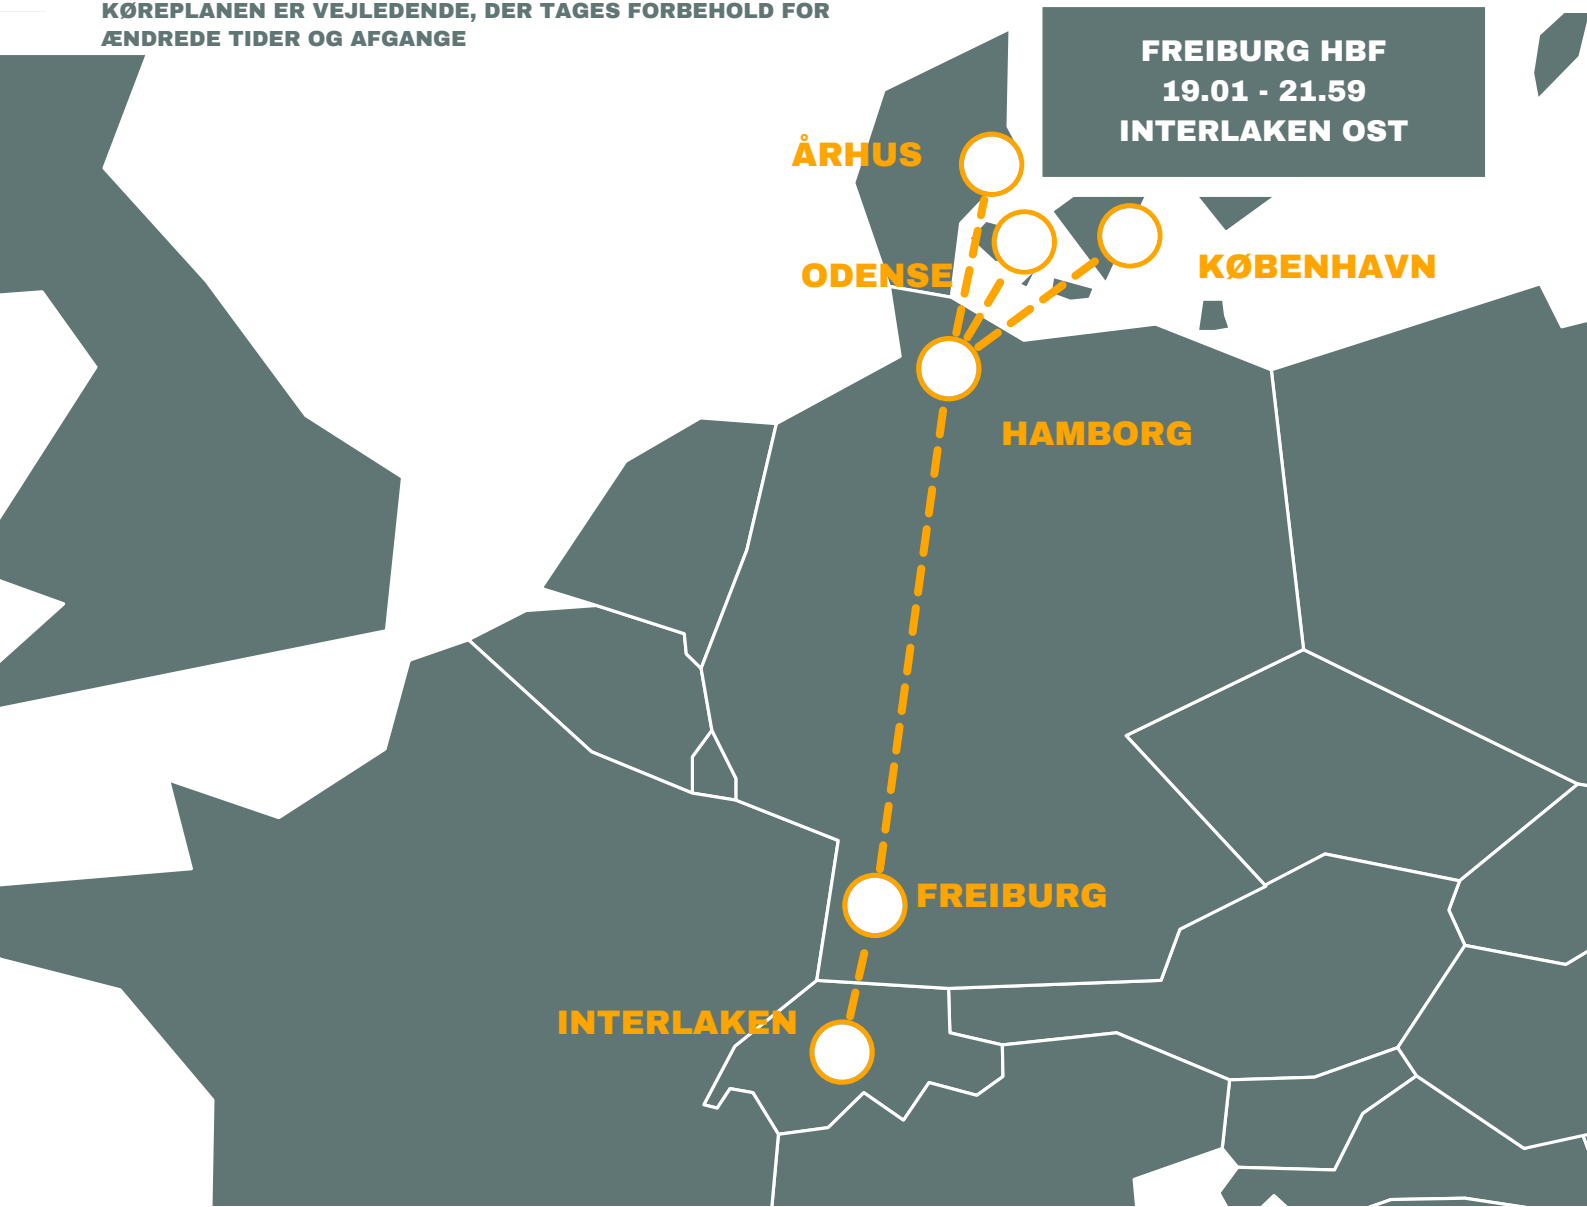 KØREPLANEN ER VEJLEDENDE, DER TAGES FORBEHOLD FOR
ÆNDREDE TIDER OG AFGANGE
FREIBURG HBF
19.01 - 21.59
INTERLAKEN OST
ÅRHUS
ODENSE
KØBENHAVN
HAMBORG
FREIBURG
INTERLAKEN